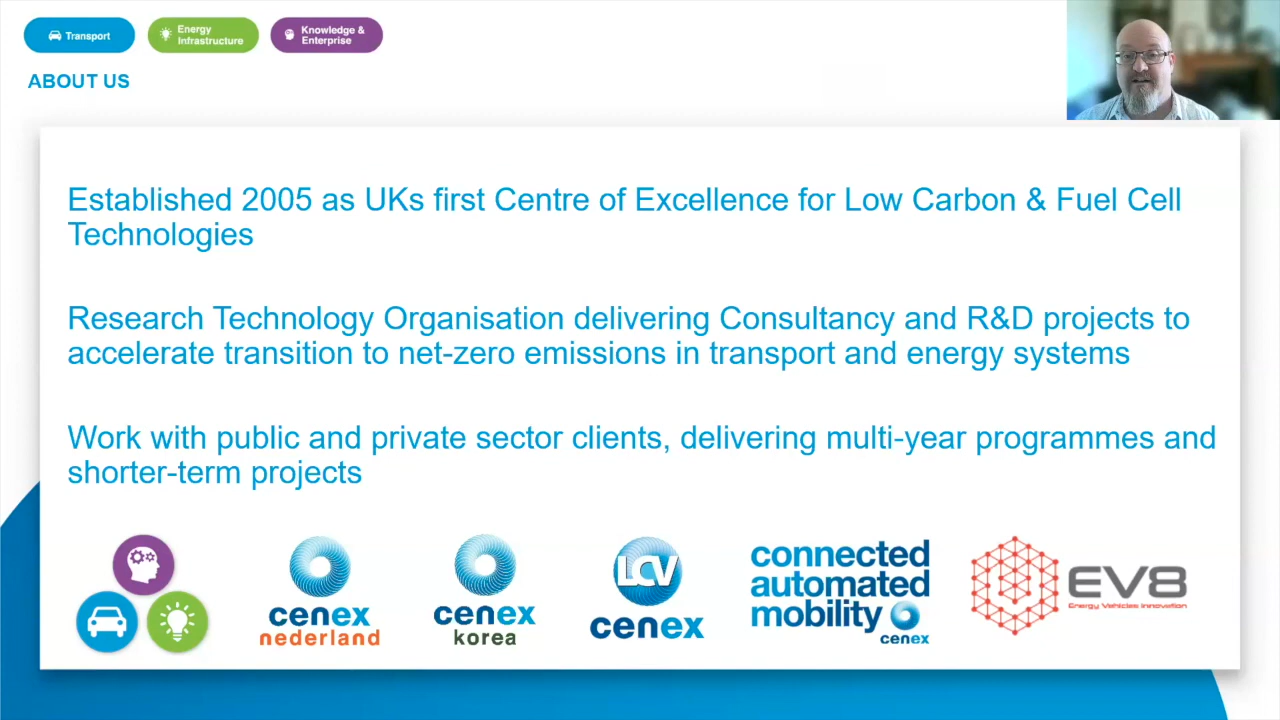 Transport
Energy
Infrastructure
Knowledge &
Enterprise
ABOUT US
Established 2005 as UKs first Centre of Excellence for Low Carbon & Fuel Cell
Technologies
Research Technology Organisation delivering Consultancy and R&D projects to
accelerate transition to net-zero emissions in transport and energy systems
Work with public and private sector clients, delivering multi-year programmes and
shorter-term projects
cenex
nederland
cenex
korea
LCV
cenex
connected
automated
mobility
cenex
EV8
Energy Vehicles Innovation